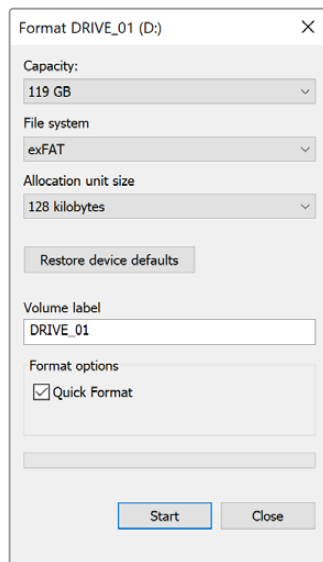 Format DRIVE_01 (D:)
Capacity:
119 GB
File system
exFAT
Allocation unit size
128 kilobytes
Restore device defaults
Volume label
DRIVE_01
Format options
Quick Format
Start Close